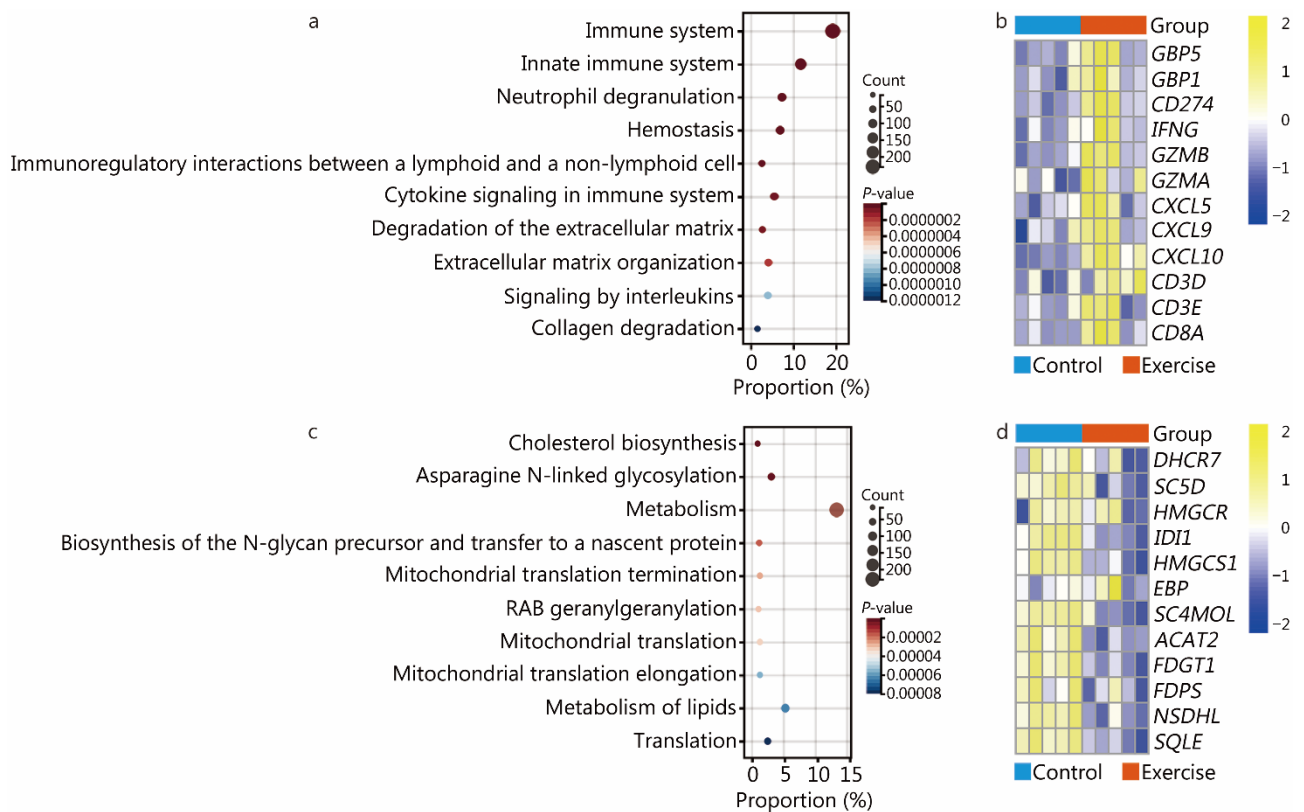 a
Immune system
Innate immune system
Neutrophil degranulation
Hemostasis
Immunoregulatory interactions between a lymphoid and a non-lymphoid cell
Cytokine signaling in immune system
Degradation of the extracellular matrix
Extracellular matrix organization
Signaling by interleukins
Collagen degradation
0 10 20
Proportion (%)
Count
50
100
150
200
P-value
0.0000002
0.0000004
0.0000006
0.0000008
0.0000010
0.0000012
b
Group
GBP5
GBP1
CD274
IFNG
GZMB
GZMA
CXCL5
CXCL9
CXCL10
CD3D
CD3E
CD8A
Control Exercise
2
1
0
−1
−2
c
Cholesterol biosynthesis
Asparagine N-linked glycosylation
Metabolism
Biosynthesis of the N-glycan precursor and transfer to a nascent protein
Mitochondrial translation termination
RAB geranylgeranylation
Mitochondrial translation
Mitochondrial translation elongation
Metabolism of lipids
Translation
0 5 10 15
Proportion (%)
Count
50
100
150
200
P-value
0.00002
0.00004
0.00006
0.00008
d
Group
DHCR7
SC5D
HMGCR
IDI1
HMGCS1
EBP
SC4MOL
ACAT2
FDGT1
FDPS
NSDHL
SQLE
Control Exercise
2
1
0
−1
−2